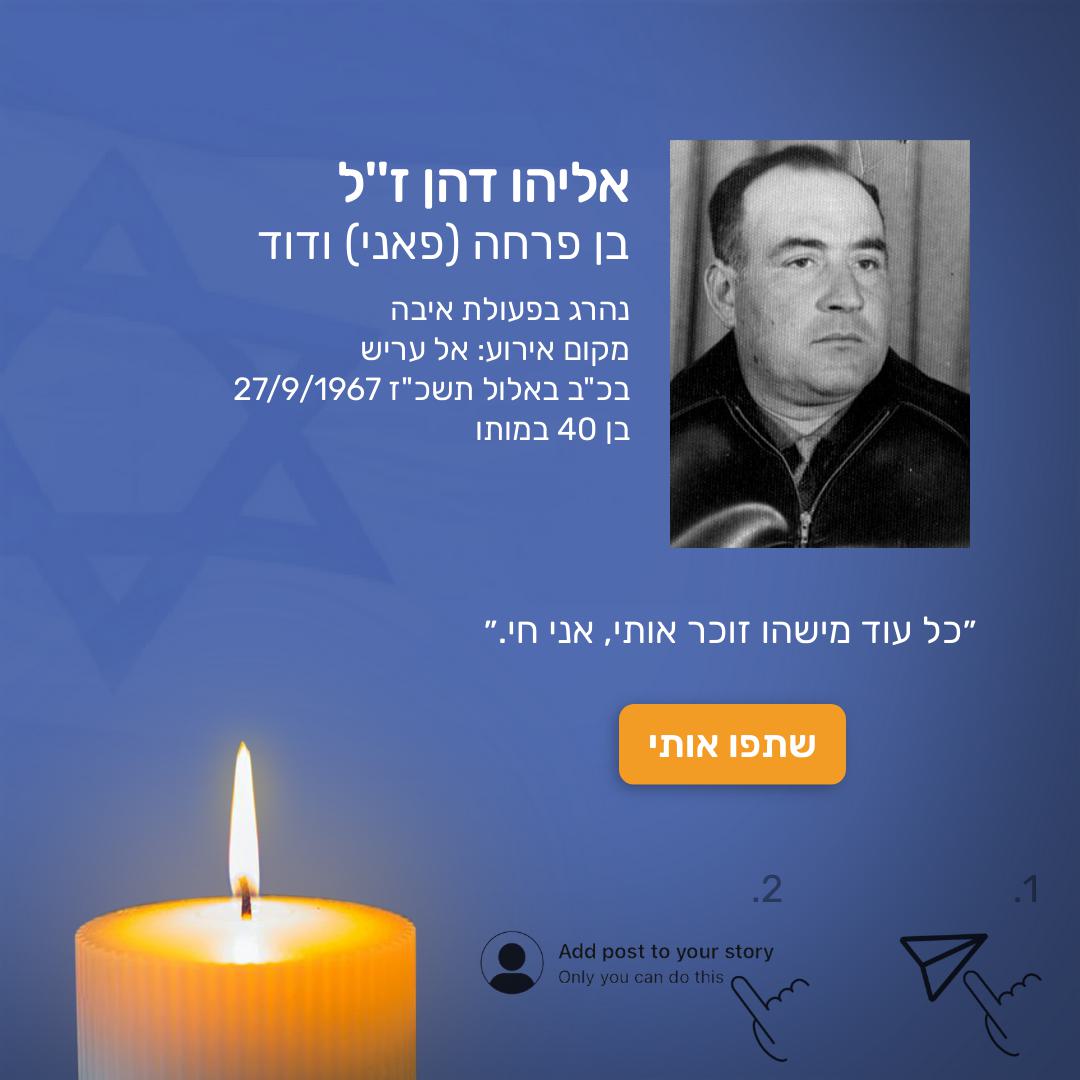 אליהו דהן ז"ל
בן פרחה (פאני) ודוד
נהרג בפעולת איבה
מקום אירוע: אל עריש
בכ"ב באלול תשכ"ז 27/9/1967
בן 40 במותו
״כל עוד מישהו זוכר אותי, אני חי.״
שתפו אותי
1.
2.
Add post to your story
Only you can do this